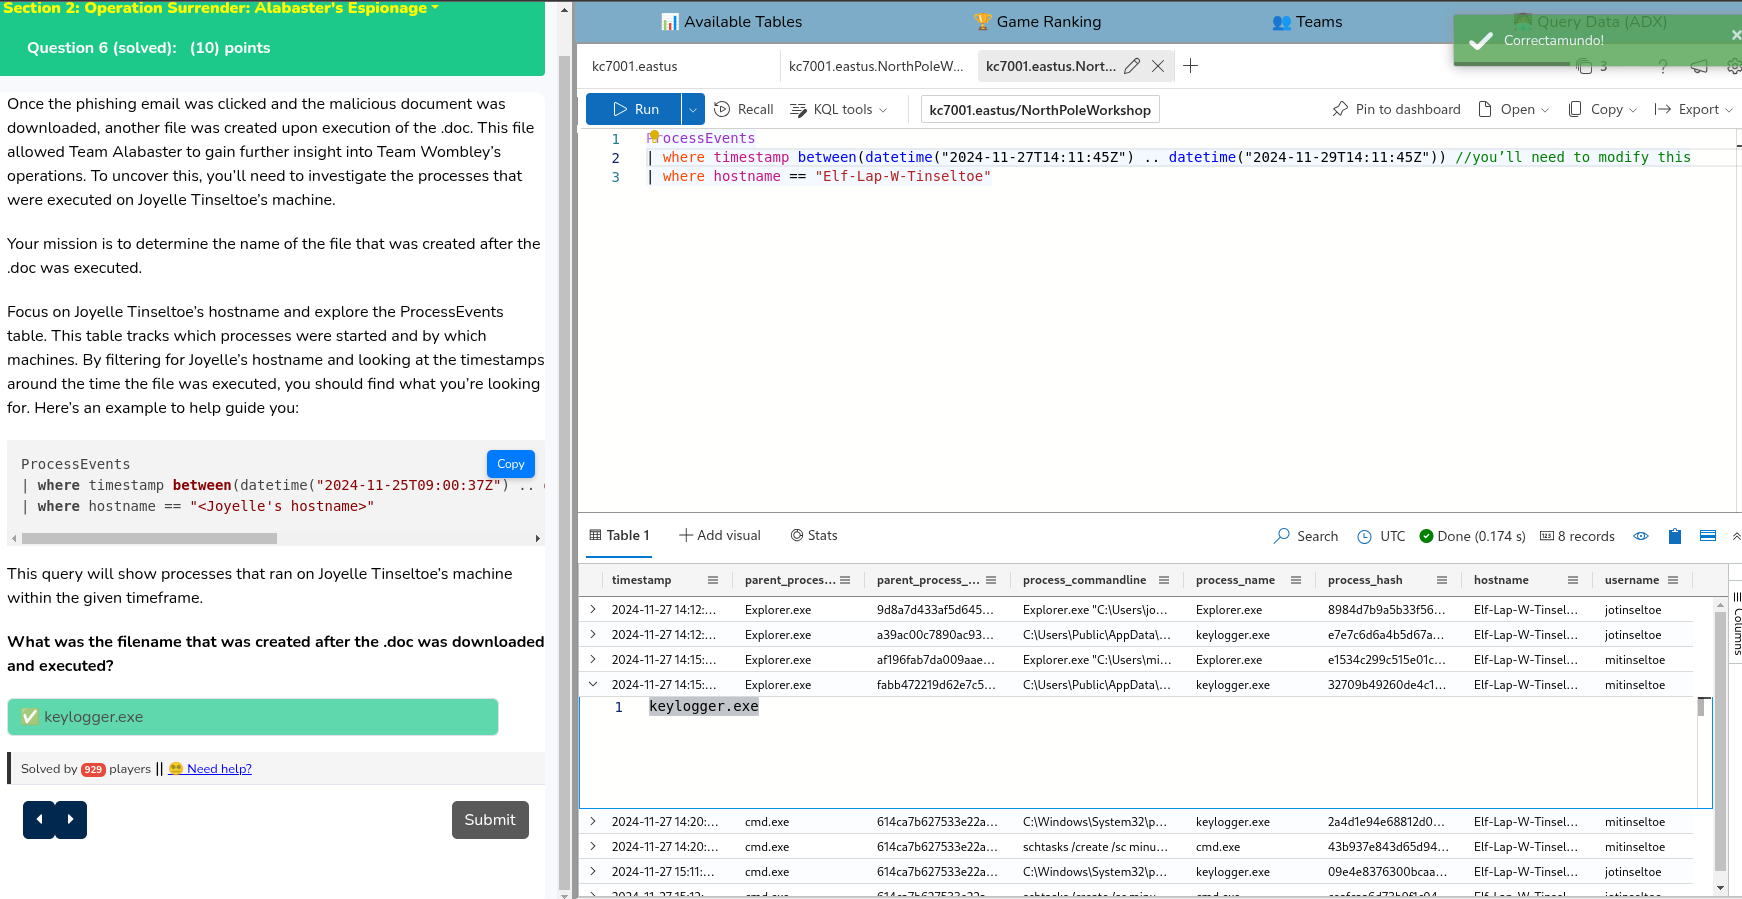 Section 2: Operation Surrender: Alabaster's Espionage
Question 6 (solved): (10) points
Once the phishing email was clicked and the malicious document was
downloaded, another file was created upon execution of the .doc. This file
allowed Team Alabaster to gain further insight into Team Wombley's
operations. To uncover this, you'll need to investigate the processes that
were executed on Joyelle Tinseltoe's machine.
Your mission is to determine the name of the file that was created after the
.doc was executed.
Focus on Joyelle Tinseltoe's hostname and explore the ProcessEvents
table. This table tracks which processes were started and by which
machines. By filtering for Joyelle's hostname and looking at the timestamps
around the time the file was executed, you should find what you're looking
for. Here's an example to help guide you:
Copy
ProcessEvents
| where timestamp between(datetime("2024-11-25T09:00:37Z") ..
| where hostname == "<Joyelle's hostname>"
This query will show processes that ran on Joyelle Tinseltoe's machine
within the given timeframe.
What was the filename that was created after the .doc was downloaded
and executed?
✅ keylogger.exe
Solved by 929 players || Need help?
Submit
Available Tables Game Ranking Teams Query Data (ADX)
Correctamundo! ×
kc7001.eastus kc7001.eastus.NorthPoleW... kc7001.eastus.Nort... 3
Run Recall KQL tools kc7001.eastus/NorthPoleWorkshop Pin to dashboard Open Copy Export
1 ProcessEvents
2 | where timestamp between(datetime("2024-11-27T14:11:45Z") .. datetime("2024-11-29T14:11:45Z")) //you'll need to modify this
3 | where hostname == "Elf-Lap-W-Tinseltoe"
Table 1 Add visual Stats Search UTC Done (0.174 s) 8 records
timestamp parent_proces... parent_process_... process_commandline process_name process_hash hostname username
2024-11-27 14:12:... Explorer.exe 9d8a7d433af5d645... Explorer.exe "C:\Users\jo... Explorer.exe 8984d7b9a5b33f56... Elf-Lap-W-Tinsel... jotinseltoe
2024-11-27 14:12:... Explorer.exe a39ac00c7890ac93... C:\Users\Public\AppData\... keylogger.exe e7e7c6d6a4b5d67a... Elf-Lap-W-Tinsel... jotinseltoe
2024-11-27 14:15:... Explorer.exe af196fab7da009aae... Explorer.exe "C:\Users\mi... Explorer.exe e1534c299c515e01c... Elf-Lap-W-Tinsel... mitinseltoe
2024-11-27 14:15:... Explorer.exe fabb472219d62e7c5... C:\Users\Public\AppData\... keylogger.exe 32709b49260de4c1... Elf-Lap-W-Tinsel... mitinseltoe
1 keylogger.exe
2024-11-27 14:20:... cmd.exe 614ca7b627533e22a... C:\Windows\System32\p... keylogger.exe 2a4d1e94e68812d0... Elf-Lap-W-Tinsel... mitinseltoe
2024-11-27 14:20:... cmd.exe 614ca7b627533e22a... schtasks /create /sc minu... cmd.exe 43b937e843d65d94... Elf-Lap-W-Tinsel... mitinseltoe
2024-11-27 15:11:... cmd.exe 614ca7b627533e22a... C:\Windows\System32\p... keylogger.exe 09e4e8376300bcaa... Elf-Lap-W-Tinsel... jotinseltoe
Columns